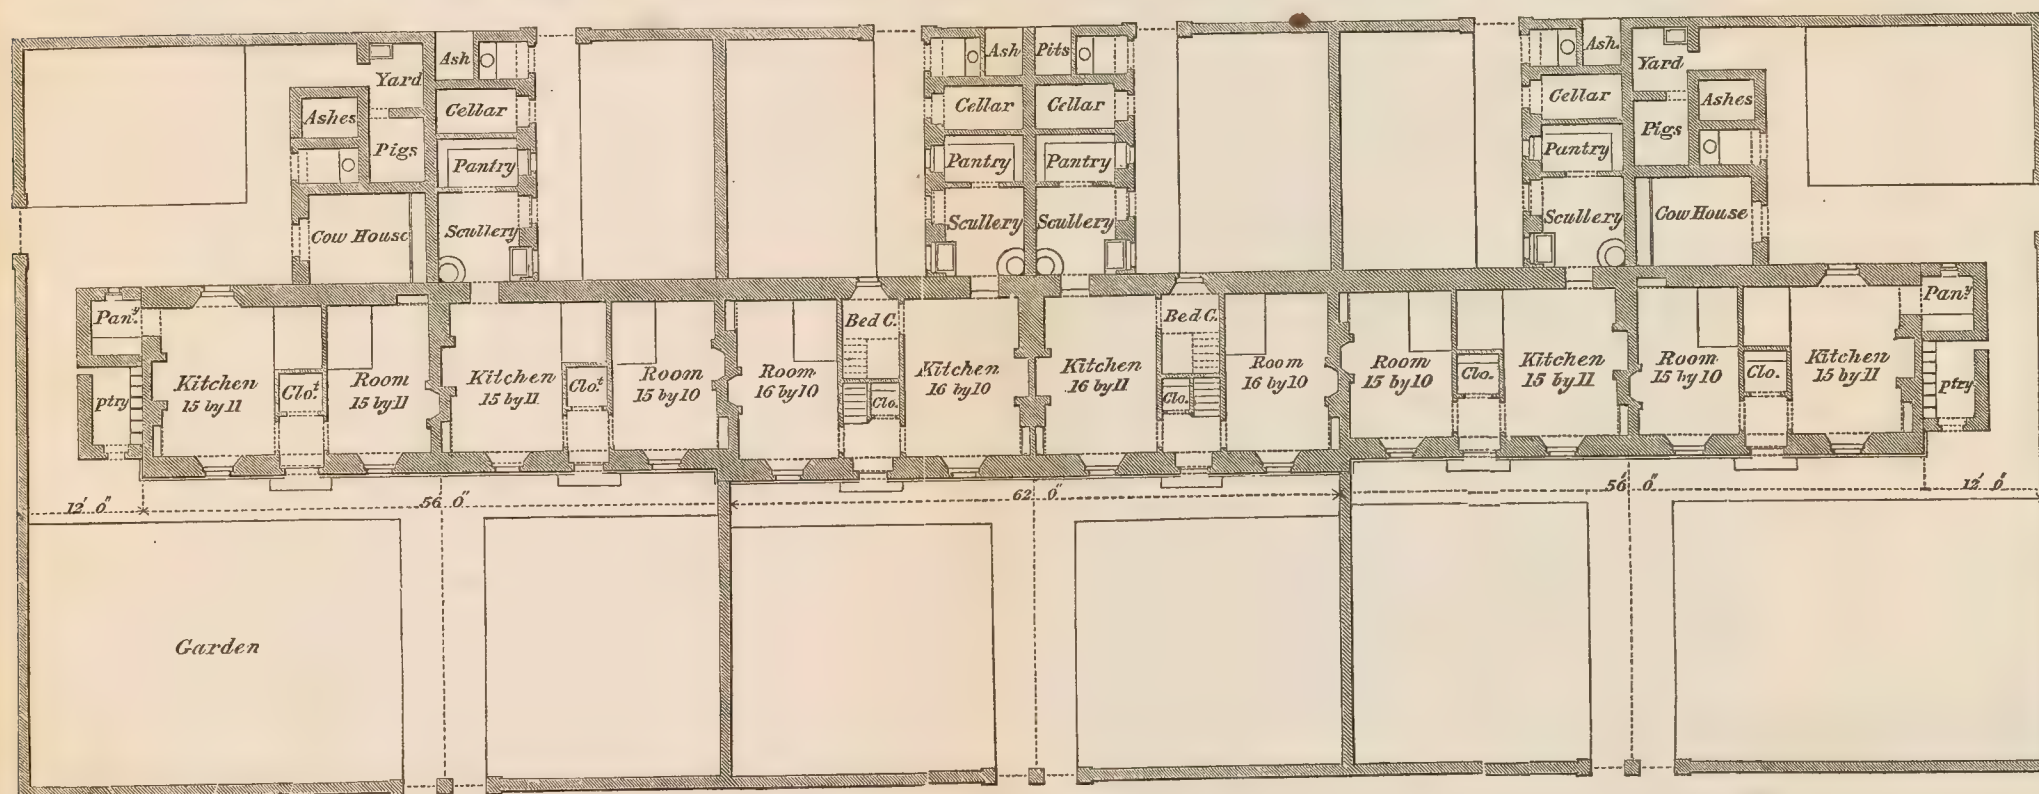 Ash
Ash
Pits
Ash.
Yard
Yard
Ashes
Cellar
Cellar
Cellar
Cellar
Ashes
Pigs
Pantry
Pantry
Pantry
Pantry
Pigs
Cow House
Scullery
Scullery
Scullery
Scullery
Cow House
Pan.y
Bed C.
Bed C.
Pan.y
ptry
Kitchen
15 by 11
Clo.t
Room
15 by 11
Kitchen
15 by 11
Clo.t
Room
15 by 10
Room
16 by 10
Clo.
Kitchen
16 by 10
Kitchen
16 by 11
Clo.
Room
16 by 10
Room
15 by 10
Clo.
Kitchen
15 by 11
Room
15 by 10
Clo.
Kitchen
15 by 11
ptry
12' 0"
56 0"
62 0"
56 0"
12' 0"
Garden